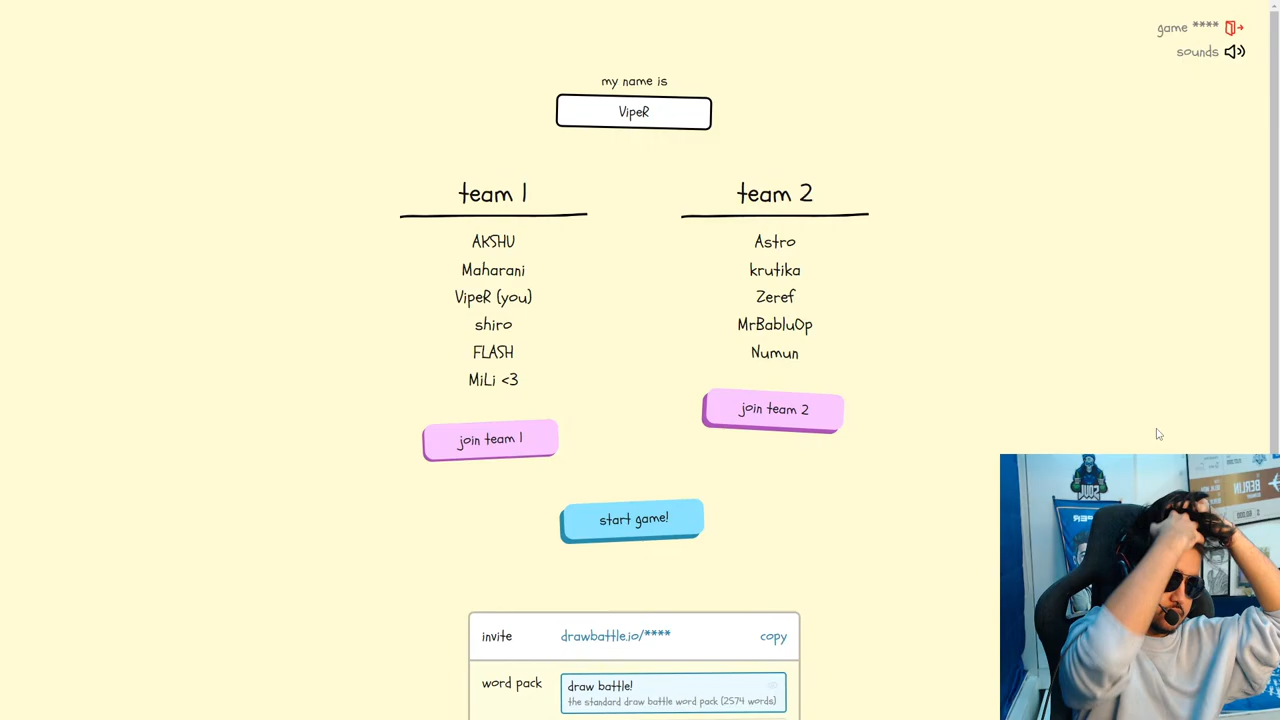 game ****
sounds
my name is
VipeR
team 1
AKSHU
Maharani
VipeR (you)
shiro
FLASH
MiLi <3
join team 1
team 2
Astro
krutika
Zeref
MrBabluOp
Numun
join team 2
start game!
invite drawbattle.io/**** copy
word pack
draw battle!
the standard draw battle word pack (2574 words)
BERLIN